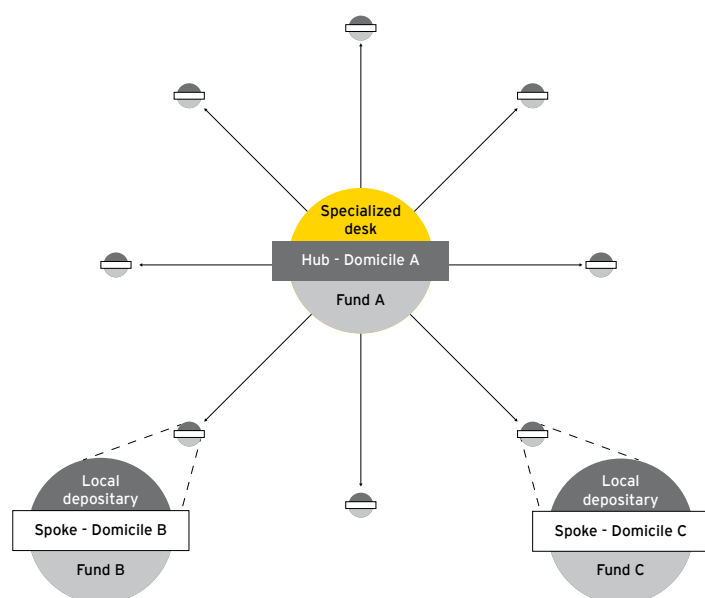 Specialized
desk
Hub - Domicile A
Fund A
Local
depositary
Spoke - Domicile B
Fund B
Local
depositary
Spoke - Domicile C
Fund C